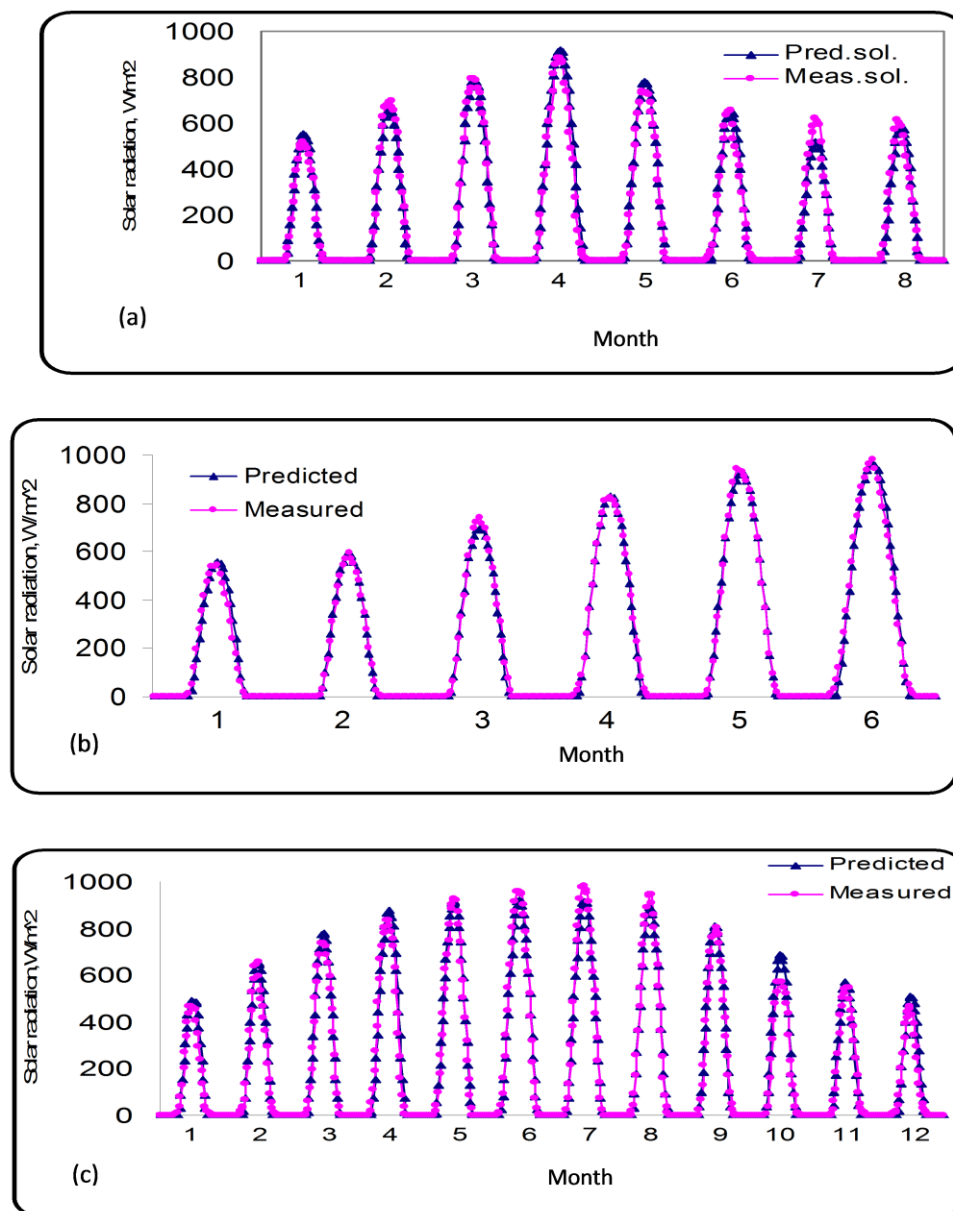 1000
800
600
400
200
0
Solar radiation, W/m^2
Pred.sol.
Meas.sol.
1 2 3 4 5 6 7 8
(a)
Month
1000
800
600
400
200
0
Solar radiation, W/m^2
Predicted
Measured
1 2 3 4 5 6
(b)
Month
Predicted
Measured
1000
800
600
400
200
0
Solar radiation, W/m^2
1 2 3 4 5 6 7 8 9 10 11 12
(c)
Month